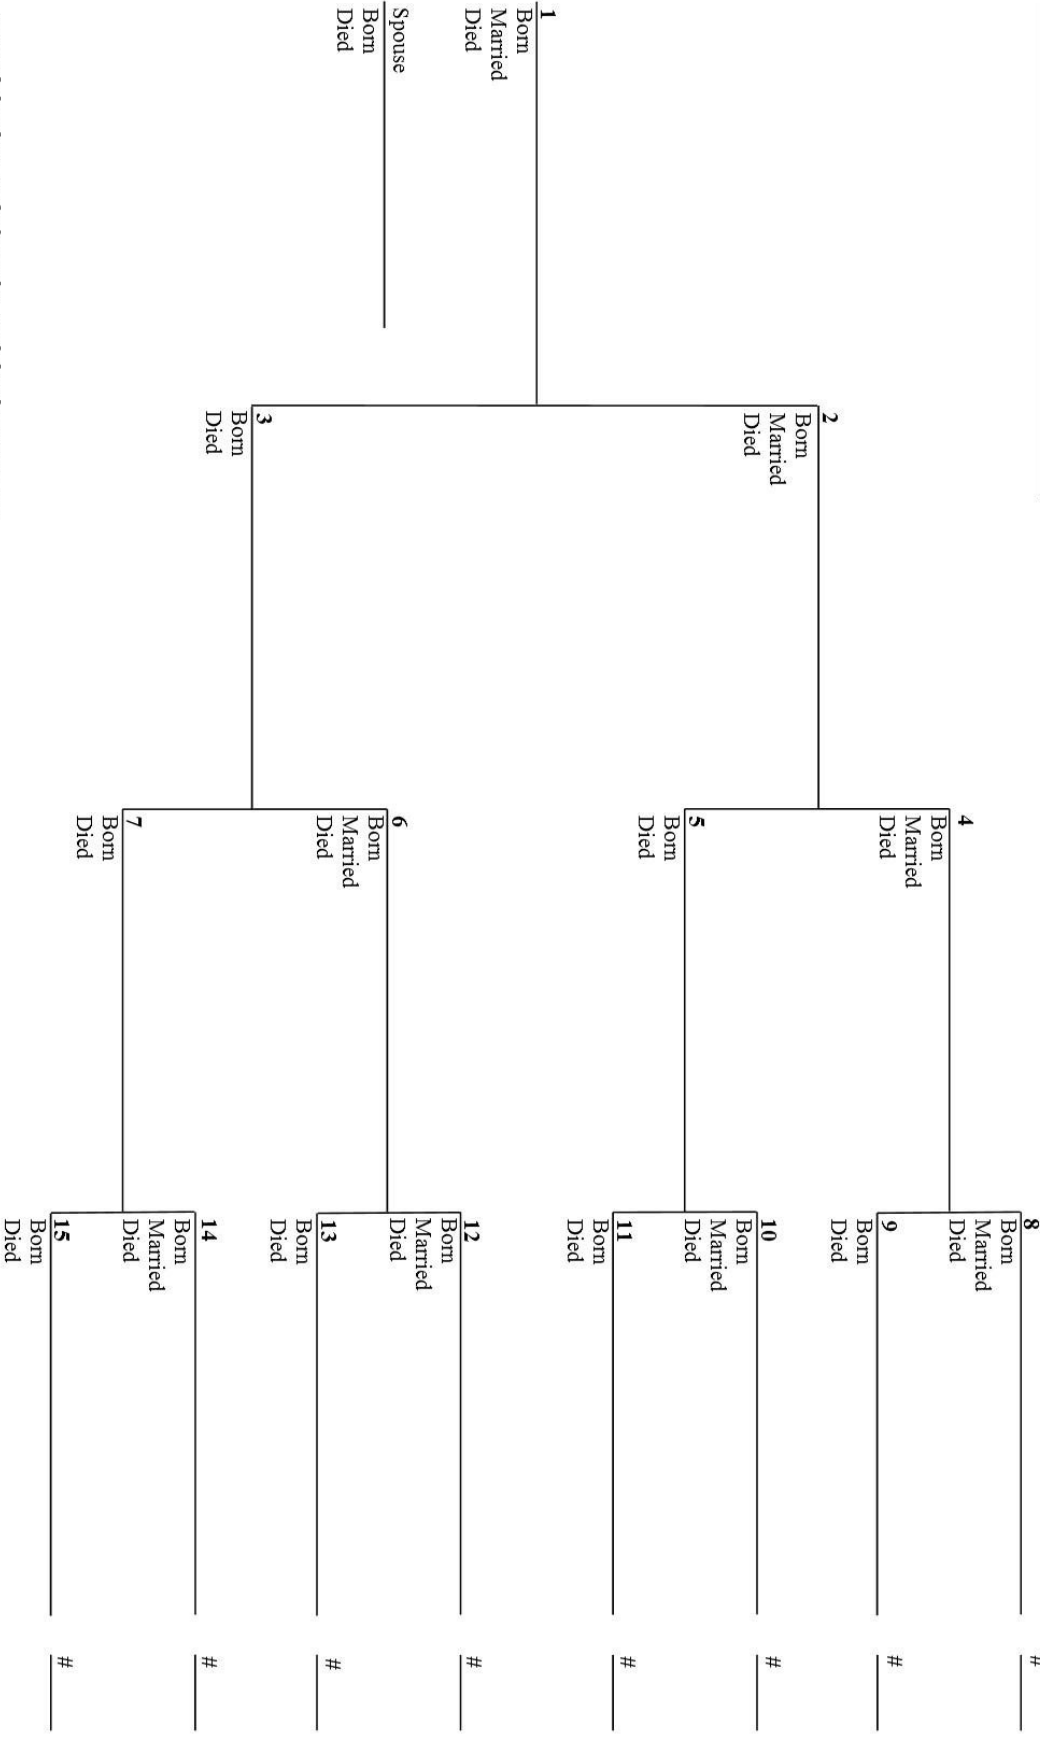 1
Born
Married
Died
Spouse
Born
Died
2
Born
Married
Died
3
Born
Died
4
Born
Married
Died
5
Born
Died
6
Born
Married
Died
7
Born
Died
8
Born
Married
Died
9
Born
Died
10
Born
Married
Died
11
Born
Died
12
Born
Married
Died
13
Born
Died
14
Born
Married
Died
15
Born
Died
#
#
#
#
#
#
#
#